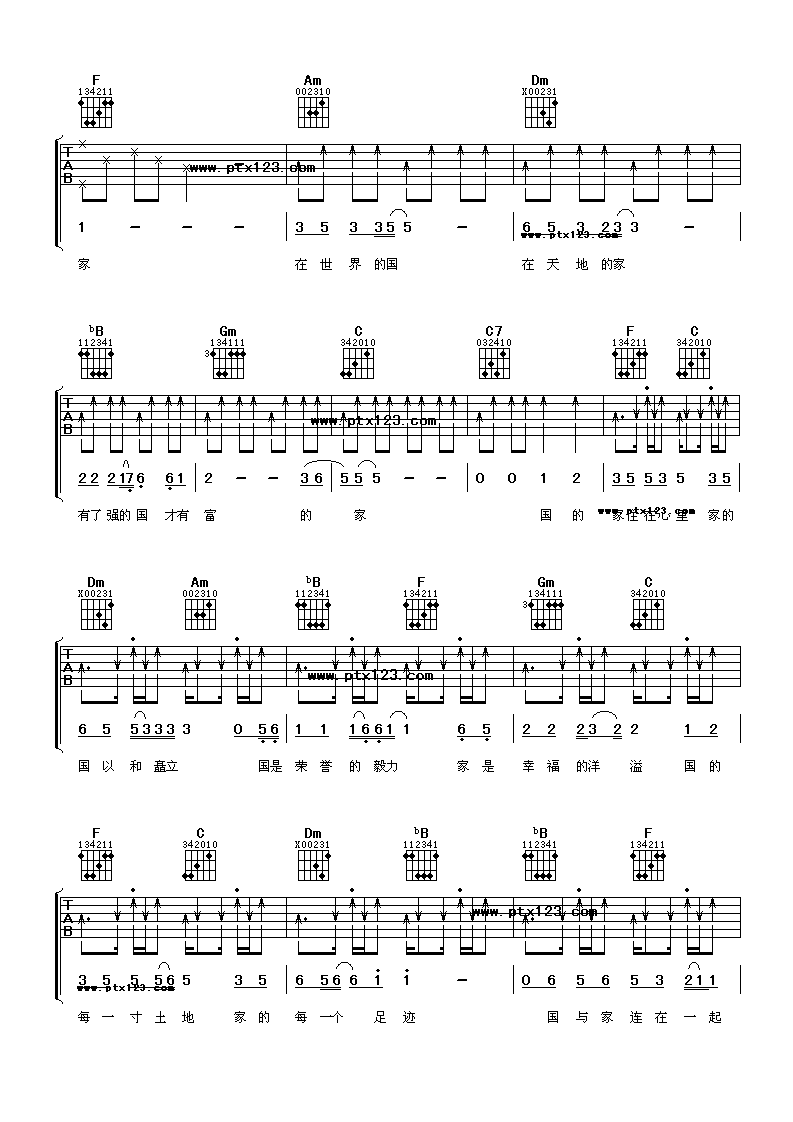 F Am Dm
134211 002310 X00231
T
A
B
www.ptx123.com
1 - - - 3 5 3 35 5 - 6 5 3 23 3 -
www.ptx123.com
家 在 世 界 的国 在 天 地 的家
bB Gm C C7 F C
112341 134111 342010 032410 134211 342010
3
T
A
B
www.ptx123.com
22 2176 61 2 - - 36 55 5 - - 0 0 1 2 35 53 5 35
www.ptx123.com
有了 强的 国 才有 富 的 家 国 的 家住 在心 里 家的
Dm Am bB F Gm C
X00231 002310 112341 134211 134111 342010
3
T
A
B
www.ptx123.com
6 5 5333 3 0 56 1 1 1661 1 6 5 2 2 23 2 2 1 2
国 以 和 矗立 国是 荣 誉 的 毅力 家 是 幸 福 的洋 溢 国 的
F C Dm bB bB F
134211 342010 X00231 112341 112341 134211
T
A
B
www.ptx123.com
3 5 5 56 5 3 5 6 56 6 1 1 - 0 6 5 6 5 3 211
www.ptx123.com
每 一 寸 土 地 家 的 每 一个 足 迹 国 与 家 连 在 一 起